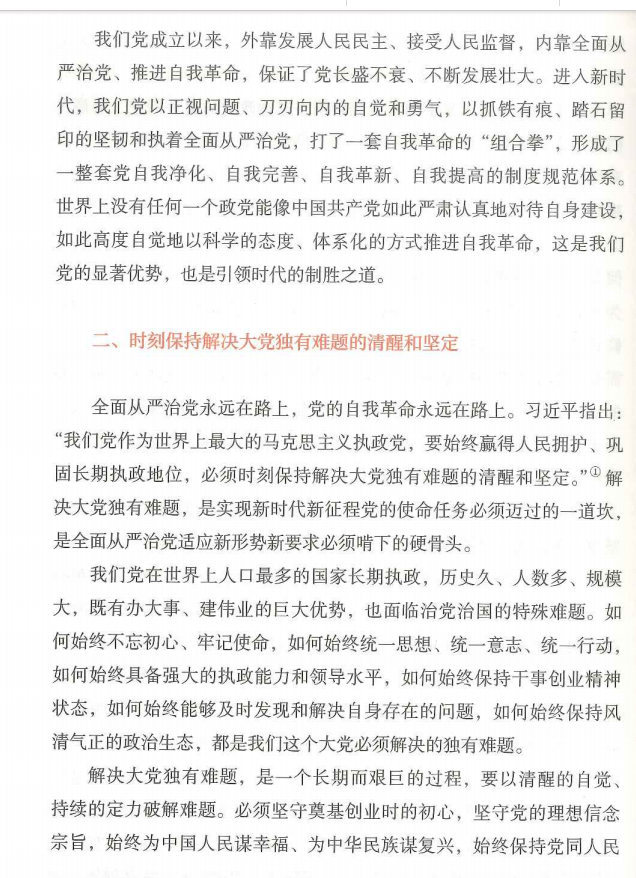 我们党成立以来，外靠发展人民民主、接受人民监督，内靠全面从
严治党、推进自我革命，保证了党长盛不衰、不断发展壮大。进入新时
代，我们党以正视问题、刀刃向内的自觉和勇气，以抓铁有痕、踏石留
印的坚韧和执着全面从严治党，打了一套自我革命的“组合拳”，形成了
一整套党自我净化、自我完善、自我革新、自我提高的制度规范体系。
世界上没有任何一个政党能像中国共产党如此严肃认真地对待自身建设，
如此高度自觉地以科学的态度、体系化的方式推进自我革命，这是我们
党的显著优势，也是引领时代的制胜之道。
二、时刻保持解决大党独有难题的清醒和坚定
全面从严治党永远在路上，党的自我革命永远在路上。习近平指出：
“我们党作为世界上最大的马克思主义执政党，要始终赢得人民拥护、巩
固长期执政地位，必须时刻保持解决大党独有难题的清醒和坚定。”①解
决大党独有难题，是实现新时代新征程党的使命任务必须迈过的一道坎，
是全面从严治党适应新形势新要求必须啃下的硬骨头。
我们党在世界上人口最多的国家长期执政，历史久、人数多、规模
大，既有办大事、建伟业的巨大优势，也面临治党治国的特殊难题。如
何始终不忘初心、牢记使命，如何始终统一思想、统一意志、统一行动，
如何始终具备强大的执政能力和领导水平，如何始终保持干事创业精神
状态，如何始终能够及时发现和解决自身存在的问题，如何始终保持风
清气正的政治生态，都是我们这个大党必须解决的独有难题。
解决大党独有难题，是一个长期而艰巨的过程，要以清醒的自觉、
持续的定力破解难题。必须坚守奠基创业时的初心，坚守党的理想信念
宗旨，始终为中国人民谋幸福、为中华民族谋复兴，始终保持党同人民